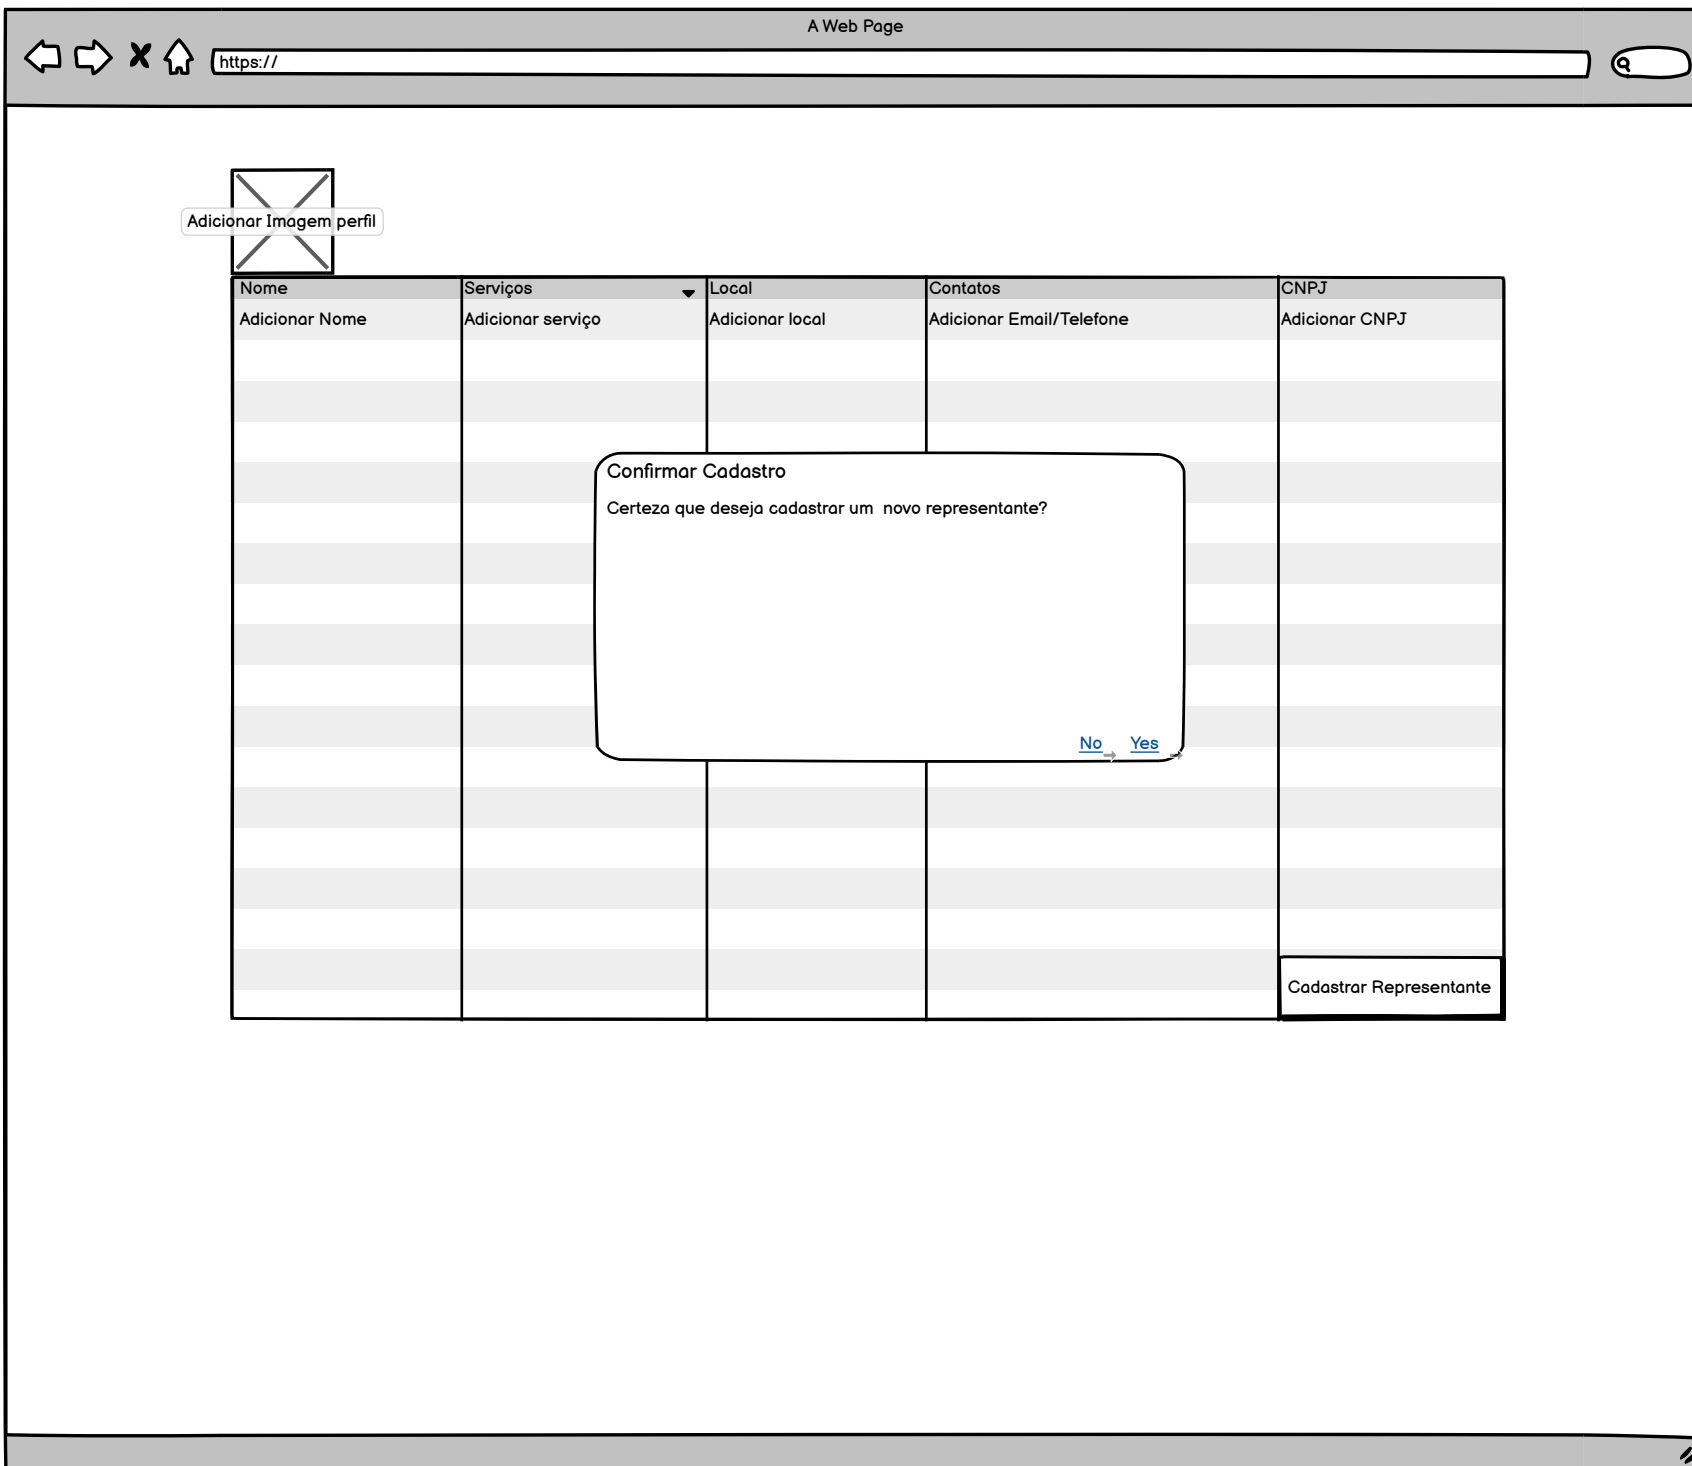 A Web Page
https://
Adicionar Imagem perfil
Nome Serviços Local Contatos CNPJ
Adicionar Nome Adicionar serviço Adicionar local Adicionar Email/Telefone Adicionar CNPJ
Confirmar Cadastro
Certeza que deseja cadastrar um  novo representante?
No Yes
Cadastrar Representante